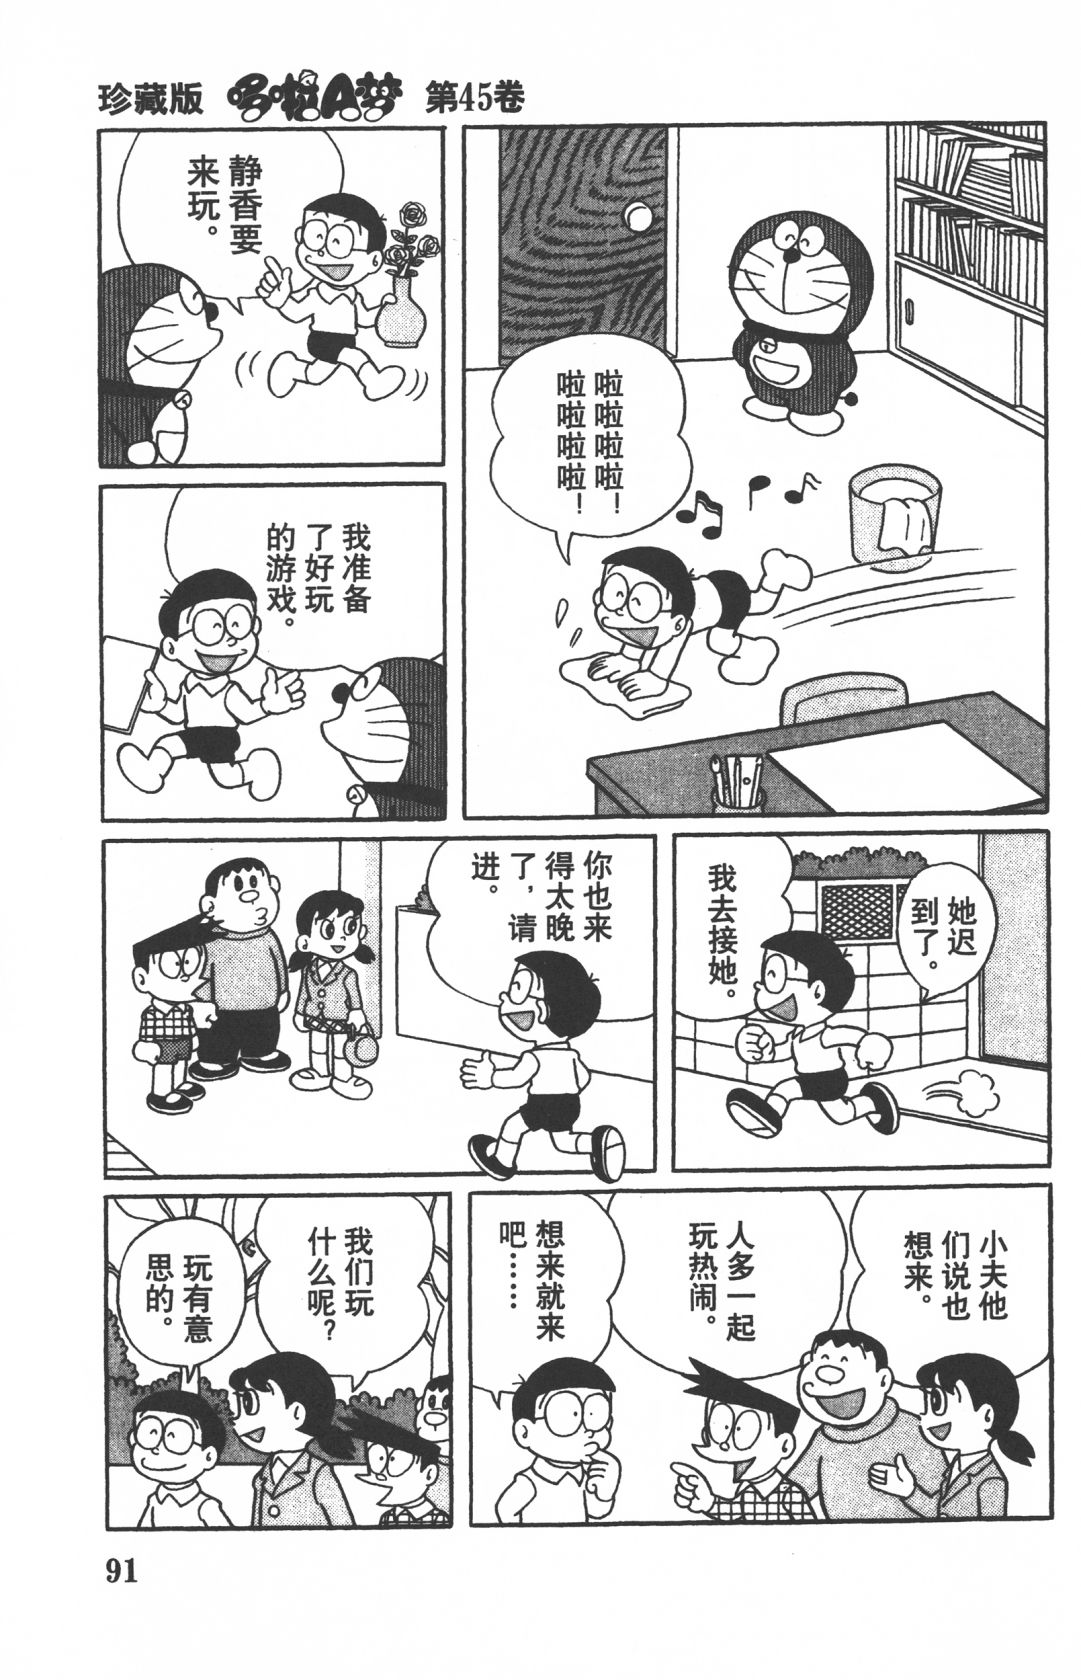 珍藏版 哆啦A梦 第45卷
啦啦啦啦！
啦啦啦啦！
静香要
来玩。
我准备
了好玩
的游戏。
她迟
到了。
我去接她。
你也来
得太晚
了，请
进。
小夫他
们说也
想来。
人多一起
玩热闹。
想来就来
吧……
我们玩
什么呢？
玩有意
思的。
91